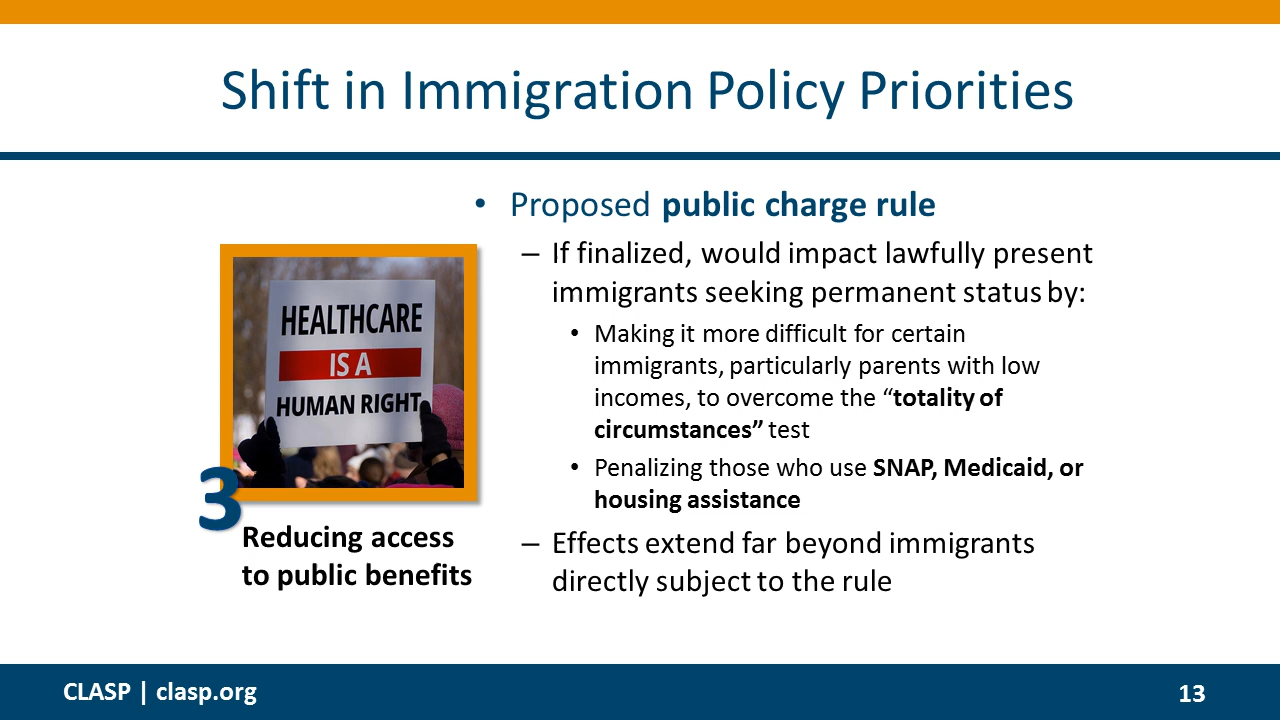 Shift in Immigration Policy Priorities
HEALTHCARE
IS A
HUMAN RIGHT
3
Reducing access
to public benefits
• Proposed public charge rule
– If finalized, would impact lawfully present
immigrants seeking permanent status by:
• Making it more difficult for certain
immigrants, particularly parents with low
incomes, to overcome the “totality of
circumstances” test
• Penalizing those who use SNAP, Medicaid, or
housing assistance
– Effects extend far beyond immigrants
directly subject to the rule
CLASP | clasp.org
13